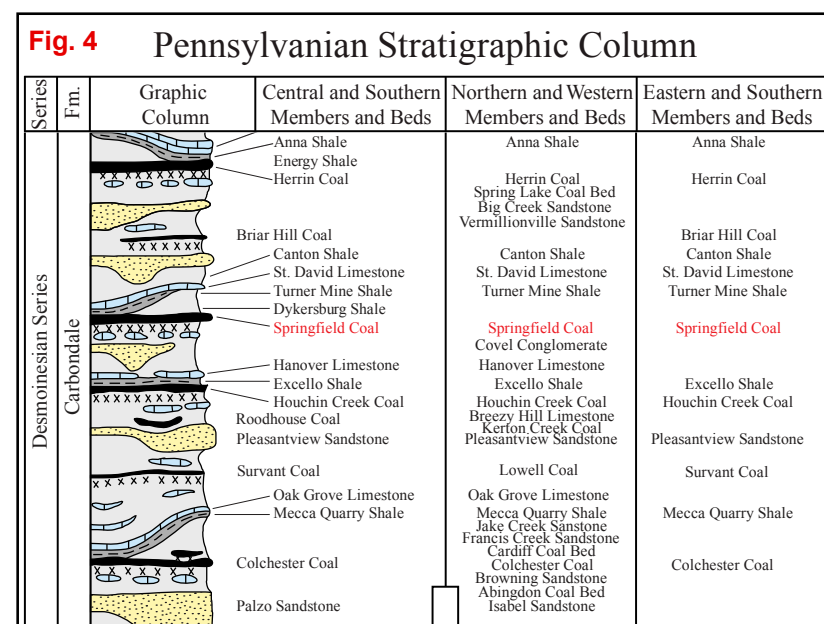 Fig. 4
Pennsylvanian Stratigraphic Column
Series
Fm.
Graphic
Column
Central and Southern
Members and Beds
Northern and Western
Members and Beds
Eastern and Southern
Members and Beds
Desmoinesian Series
Carbondale
Anna Shale
Energy Shale
Herrin Coal
Briar Hill Coal
Canton Shale
St. David Limestone
Turner Mine Shale
Dykersburg Shale
Springfield Coal
Hanover Limestone
Excello Shale
Houchin Creek Coal
Roodhouse Coal
Pleasantview Sandstone
Survant Coal
Oak Grove Limestone
Mecca Quarry Shale
Colchester Coal
Palzo Sandstone
Anna Shale
Herrin Coal
Spring Lake Coal Bed
Big Creek Sandstone
Vermillionville Sandstone
Canton Shale
St. David Limestone
Turner Mine Shale
Springfield Coal
Covel Conglomerate
Hanover Limestone
Excello Shale
Houchin Creek Coal
Breezy Hill Limestone
Kerton Creek Coal
Pleasantview Sandstone
Lowell Coal
Oak Grove Limestone
Mecca Quarry Shale
Jake Creek Sanstone
Francis Creek Sandstone
Cardiff Coal Bed
Colchester Coal
Browning Sandstone
Abingdon Coal Bed
Isabel Sandstone
Anna Shale
Herrin Coal
Briar Hill Coal
Canton Shale
St. David Limestone
Turner Mine Shale
Springfield Coal
Excello Shale
Houchin Creek Coal
Pleasantview Sandstone
Survant Coal
Mecca Quarry Shale
Colchester Coal